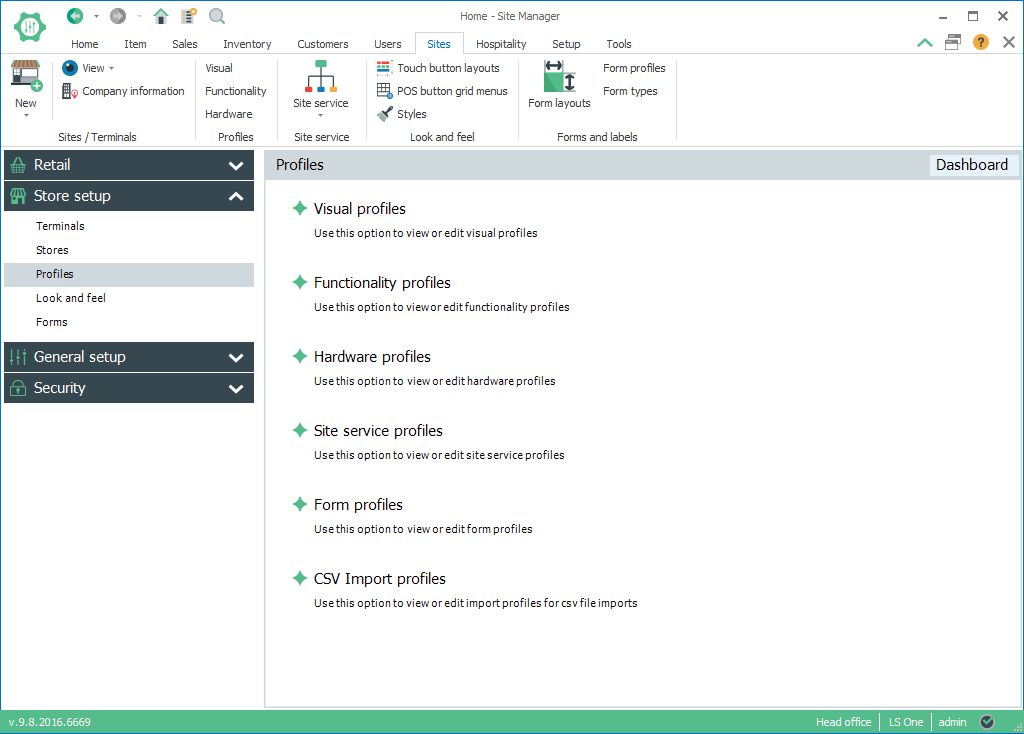 Home - Site Manager
Home Item Sales Inventory Customers Users Sites Hospitality Setup Tools
New
View
Company information
Sites / Terminals
Visual
Functionality
Hardware
Profiles
Site service
Site service
Touch button layouts
POS button grid menus
Styles
Look and feel
Form layouts
Form profiles
Form types
Forms and labels
Retail
Store setup
Terminals
Stores
Profiles
Look and feel
Forms
General setup
Security
Profiles
Dashboard
Visual profiles
Use this option to view or edit visual profiles
Functionality profiles
Use this option to view or edit functionality profiles
Hardware profiles
Use this option to view or edit hardware profiles
Site service profiles
Use this option to view or edit site service profiles
Form profiles
Use this option to view or edit form profiles
CSV Import profiles
Use this option to view or edit import profiles for csv file imports
v.9.8.2016.6669
Head office LS One admin